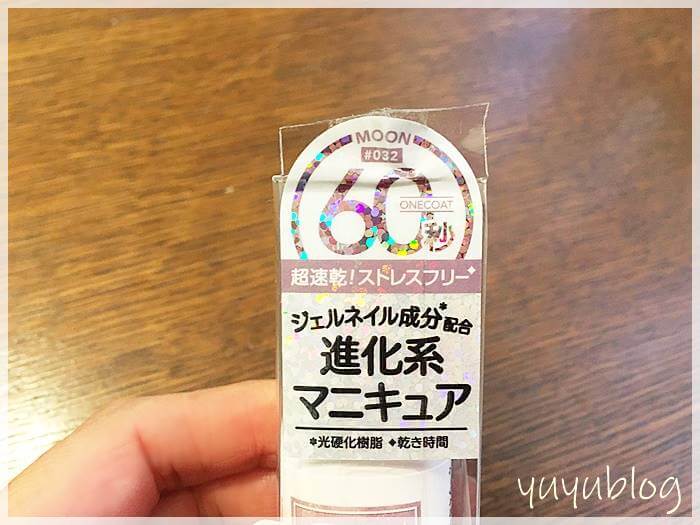 MOON
#032
60
ONECOAT
秒
超速乾!ストレスフリー✦
ジェルネイル成分*配合
進化系
マニキュア
*光硬化樹脂 ✦乾き時間
yuyublog